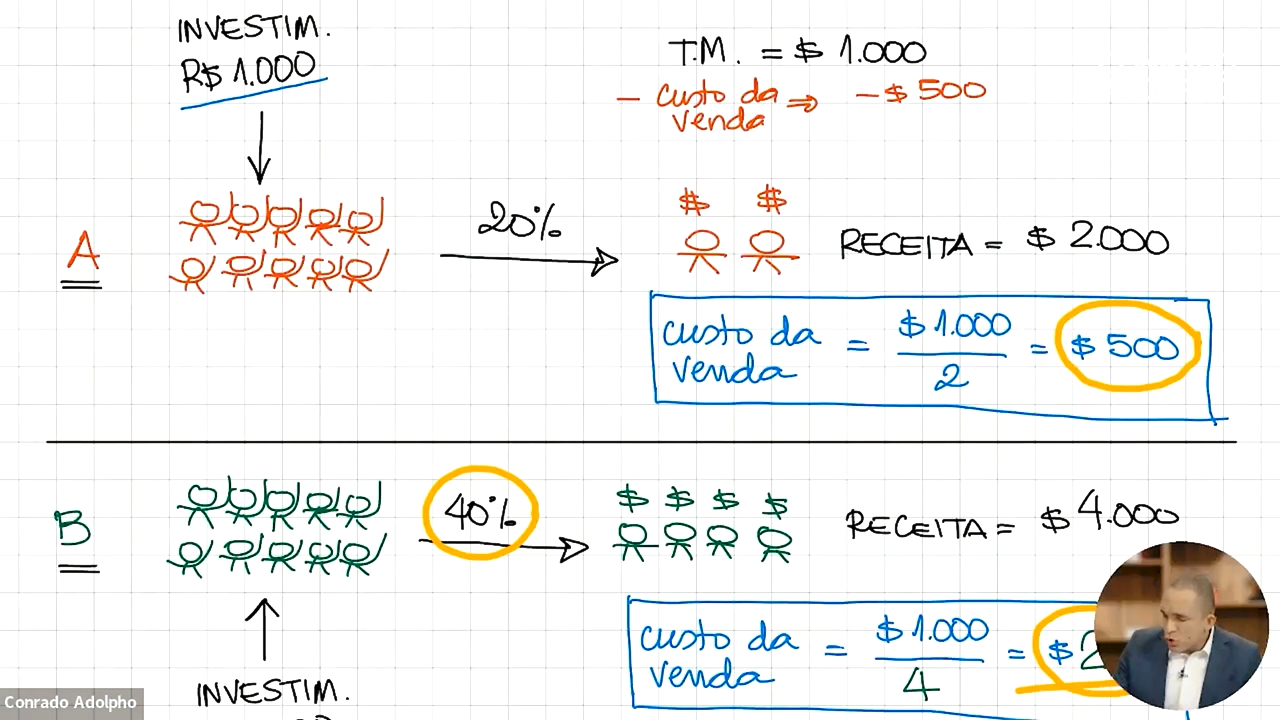 INVESTIM.
R$ 1.000
T.M. = $ 1.000
- custo da venda ⇒ -$ 500
A
20%
$ $
RECEITA = $ 2.000
custo da venda = $ 1.000 / 2 = $ 500
B
40%
$ $ $ $
RECEITA = $ 4.000
custo da venda = $ 1.000 / 4 = $ 2
INVESTIM.
Conrado Adolpho